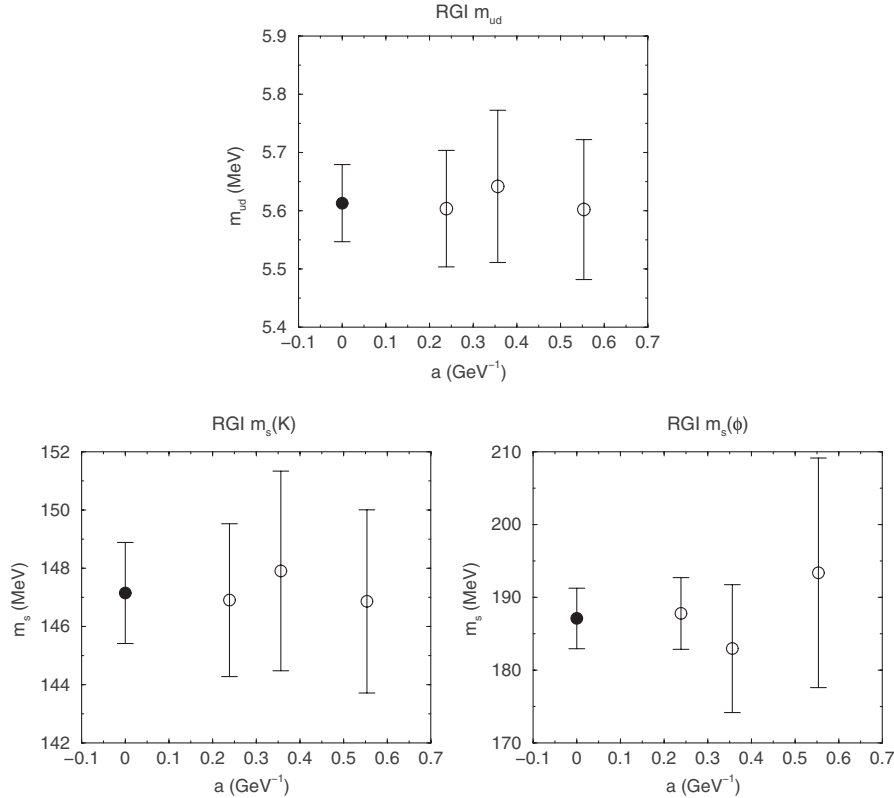 RGI m_ud
5.9
5.8
5.7
5.6
5.5
5.4
m_ud (MeV)
−0.1 0 0.1 0.2 0.3 0.4 0.5 0.6 0.7
a (GeV⁻¹)
RGI m_s(K)
152
150
148
146
144
142
m_s (MeV)
−0.1 0 0.1 0.2 0.3 0.4 0.5 0.6 0.7
a (GeV⁻¹)
RGI m_s(ϕ)
210
200
190
180
170
m_s (MeV)
−0.1 0 0.1 0.2 0.3 0.4 0.5 0.6 0.7
a (GeV⁻¹)